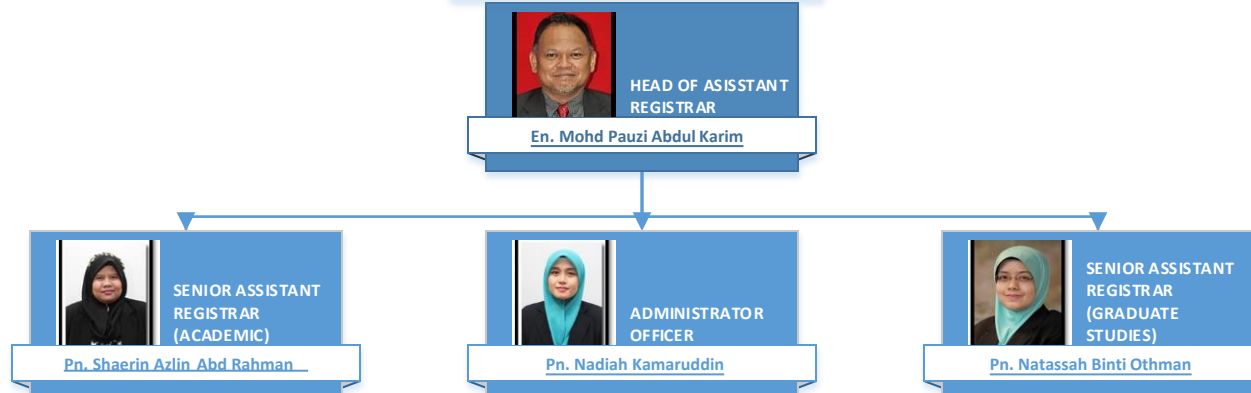 HEAD OF ASISSTANT
REGISTRAR
En. Mohd Pauzi Abdul Karim
SENIOR ASSISTANT
REGISTRAR
(ACADEMIC)
Pn. Shaerin Azlin Abd Rahman
ADMINISTRATOR
OFFICER
Pn. Nadiah Kamaruddin
SENIOR ASSISTANT
REGISTRAR
(GRADUATE
STUDIES)
Pn. Natassah Binti Othman